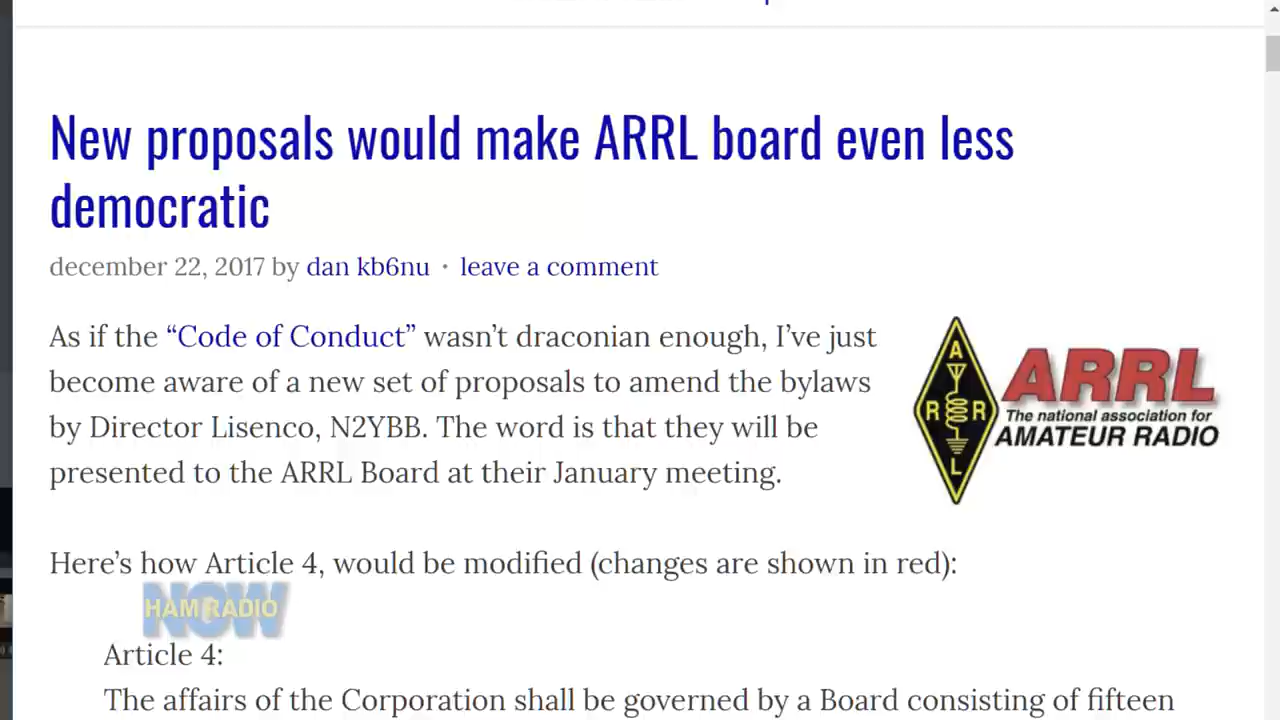 New proposals would make ARRL board even less
democratic
december 22, 2017 by dan kb6nu · leave a comment
As if the “Code of Conduct” wasn’t draconian enough, I’ve just
become aware of a new set of proposals to amend the bylaws
by Director Lisenco, N2YBB. The word is that they will be
presented to the ARRL Board at their January meeting.
A
R R
L
ARRL
The national association for
AMATEUR RADIO
Here’s how Article 4, would be modified (changes are shown in red):
HAM RADIO
NOW
Article 4:
The affairs of the Corporation shall be governed by a Board consisting of fifteen